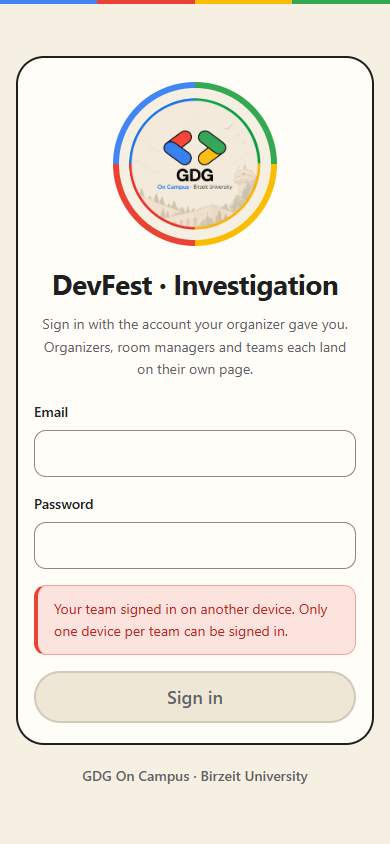 GDG
On Campus · Birzeit University
DevFest · Investigation
Sign in with the account your organizer gave you.
Organizers, room managers and teams each land
on their own page.
Email
Password
Your team signed in on another device. Only
one device per team can be signed in.
Sign in
GDG On Campus · Birzeit University